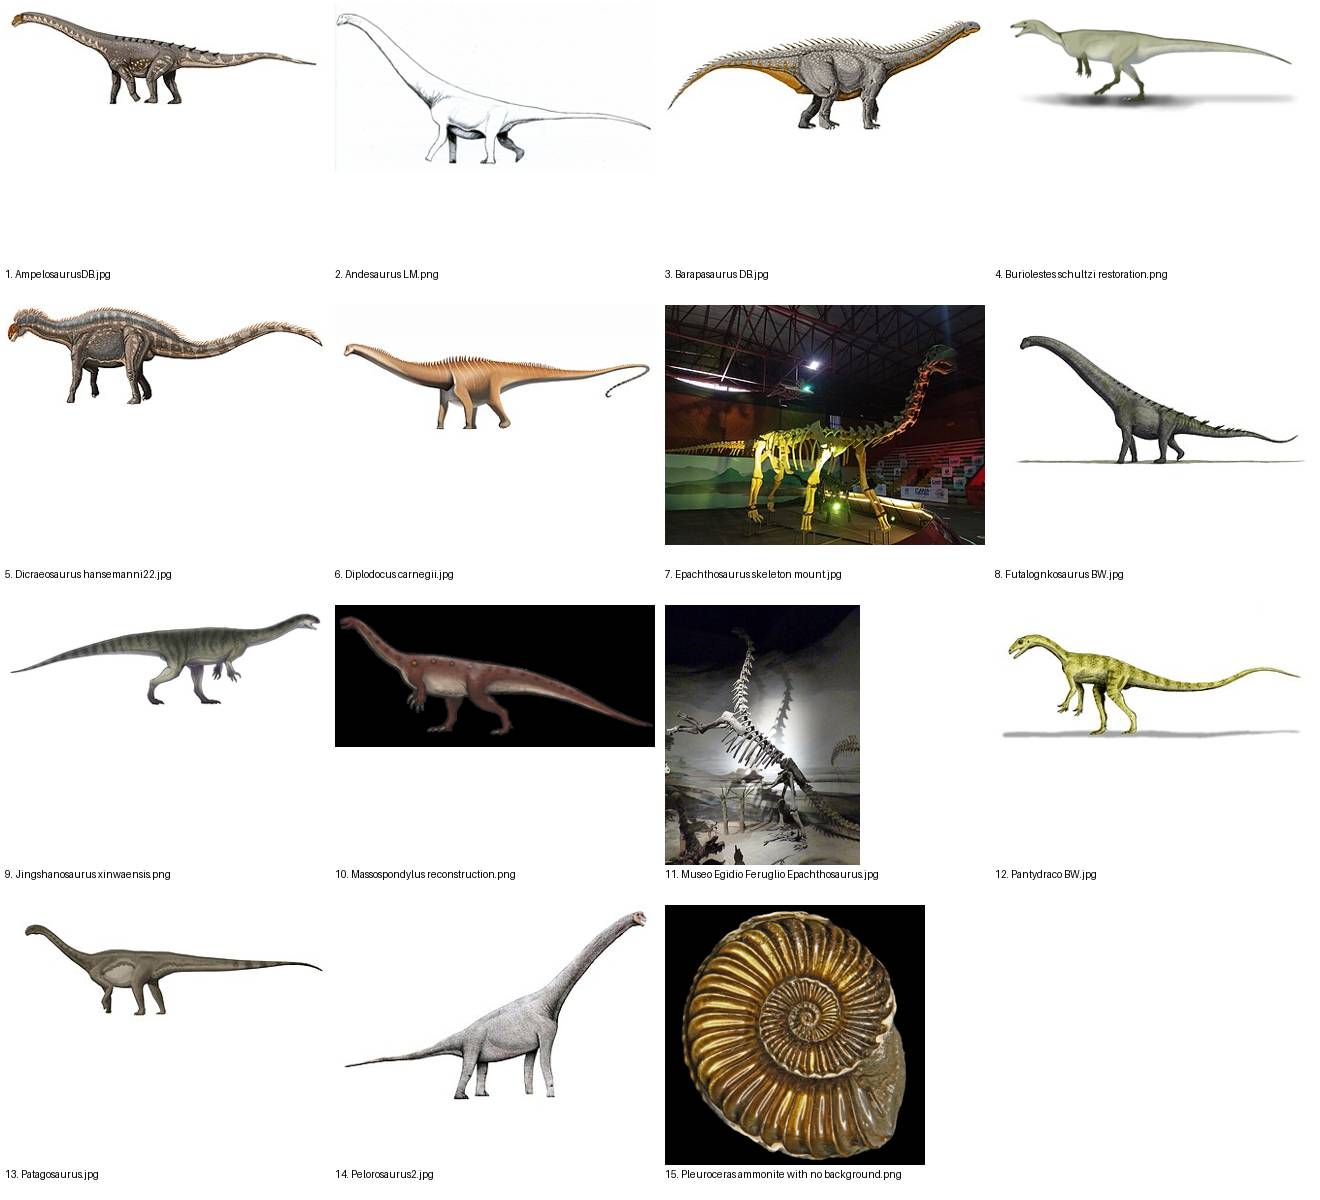 1. AmpelosaurusDB.jpg
2. Andesaurus LM.png
3. Barapasaurus DB.jpg
4. Buriolestes schultzi restoration.png
5. Dicraeosaurus hansemanni22.jpg
6. Diplodocus carnegii.jpg
7. Epachthosaurus skeleton mount.jpg
8. Futalognkosaurus BW.jpg
9. Jingshanosaurus xinwaensis.png
10. Massospondylus reconstruction.png
11. Museo Egidio Feruglio Epachthosaurus.jpg
12. Pantydraco BW.jpg
13. Patagosaurus.jpg
14. Pelorosaurus2.jpg
15. Pleuroceras ammonite with no background.png